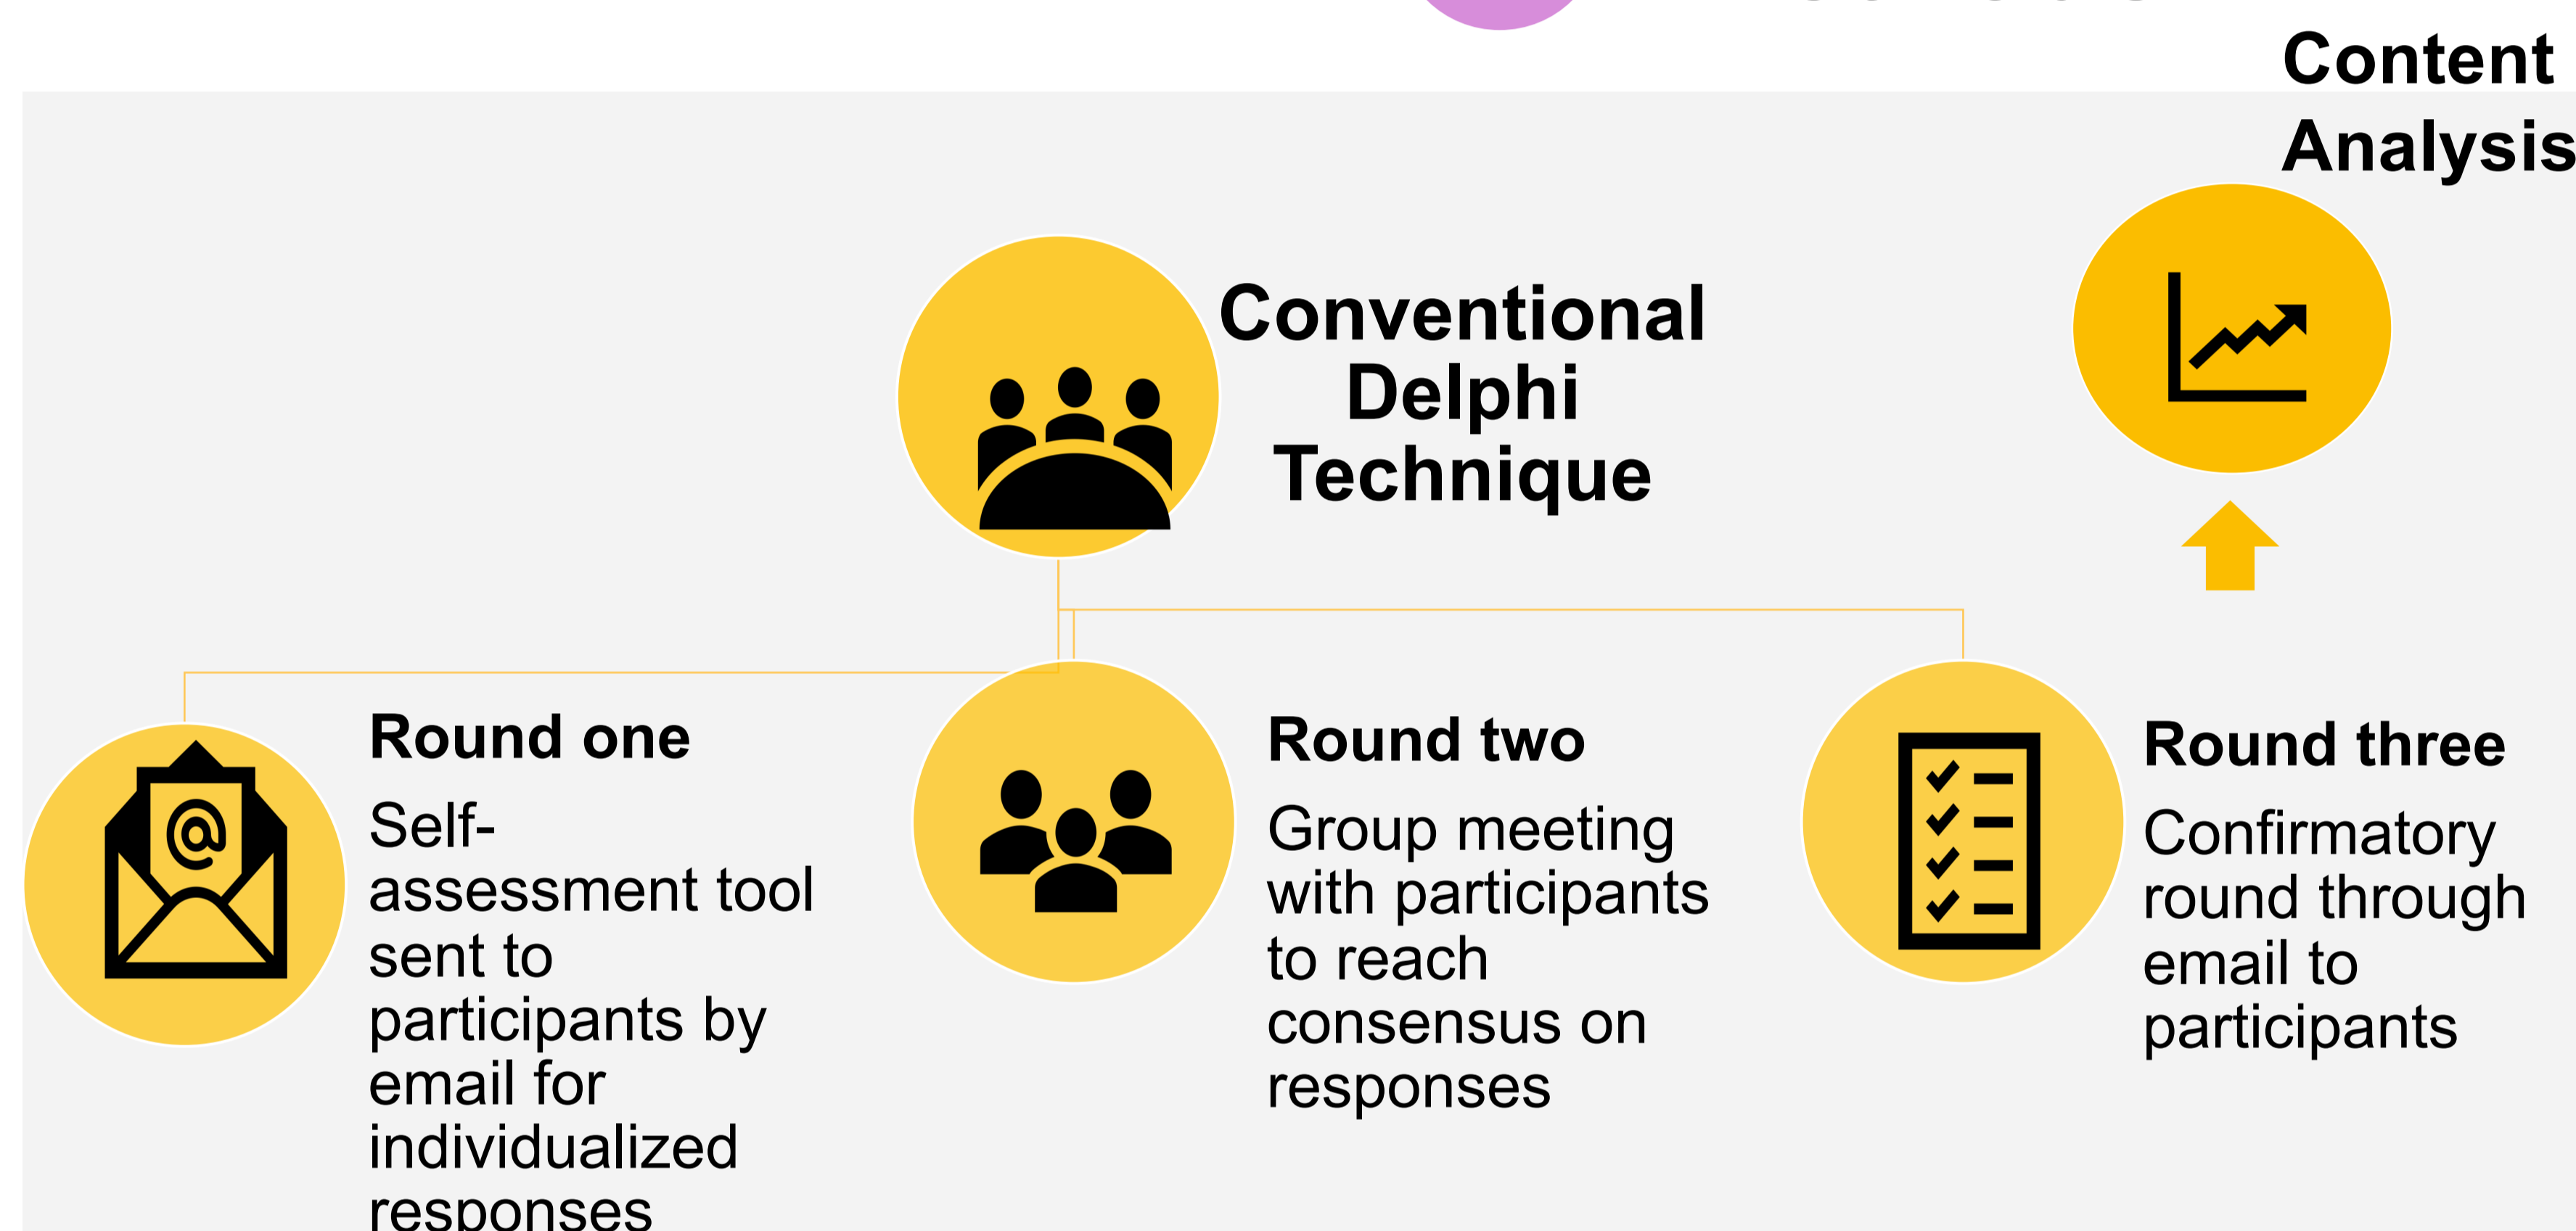 Content
Analysis
Conventional
Delphi
Technique
Round one
Self-
assessment tool
sent to
participants by
email for
individualized
responses
Round two
Group meeting
with participants
to reach
consensus on
responses
Round three
Confirmatory
round through
email to
participants